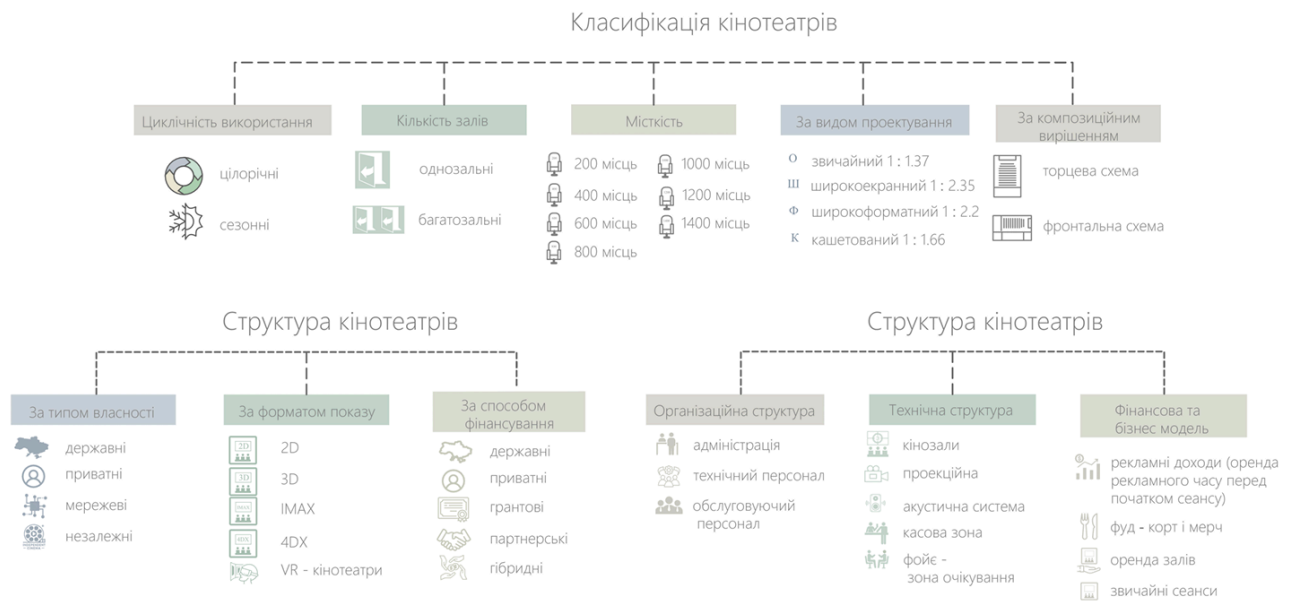 Класифікація кінотеатрів
Циклічність використання
цілорічні
сезонні
Кількість залів
однозальні
багатозальні
Місткість
200 місць
400 місць
600 місць
800 місць
1000 місць
1200 місць
1400 місць
За видом проектування
О звичайний 1 : 1.37
Ш широкоекранний 1 : 2.35
Ф широкоформатний 1 : 2.2
К кашетований 1 : 1.66
За композиційним
вирішенням
торцева схема
фронтальна схема
Структура кінотеатрів
За типом власності
державні
приватні
мережеві
незалежні
За форматом показу
2D
2D
3D
3D
IMAX
IMAX
4DX
4DX
VR - кінотеатри
За способом
фінансування
державні
приватні
грантові
партнерські
гібридні
Структура кінотеатрів
Організаційна структура
адміністрація
технічний персонал
обслуговуючий
персонал
Технічна структура
кінозали
проекційна
акустична система
касова зона
фойє -
зона очікування
Фінансова та
бізнес модель
рекламні доходи (оренда
рекламного часу перед
початком сеансу)
фуд - корт і мерч
оренда залів
звичайні сеанси